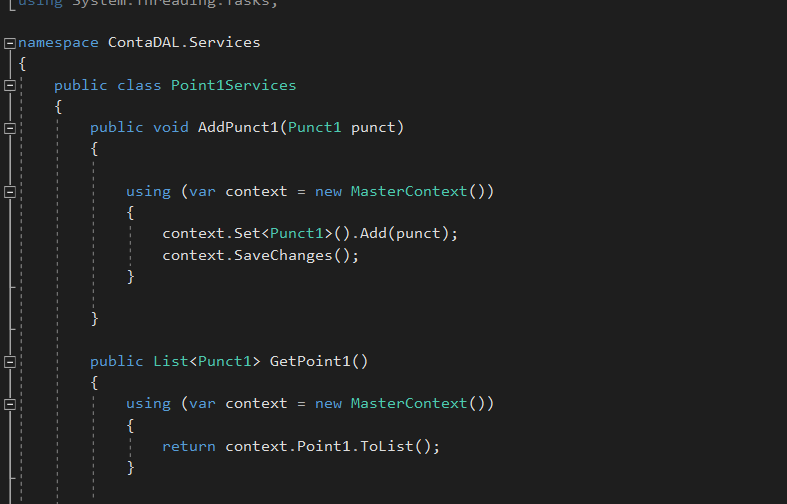 using System.Threading.Tasks;
namespace ContaDAL.Services
{
public class Point1Services
{
public void AddPunct1(Punct1 punct)
{
using (var context = new MasterContext())
{
context.Set<Punct1>().Add(punct);
context.SaveChanges();
}
}
public List<Punct1> GetPoint1()
{
using (var context = new MasterContext())
{
return context.Point1.ToList();
}